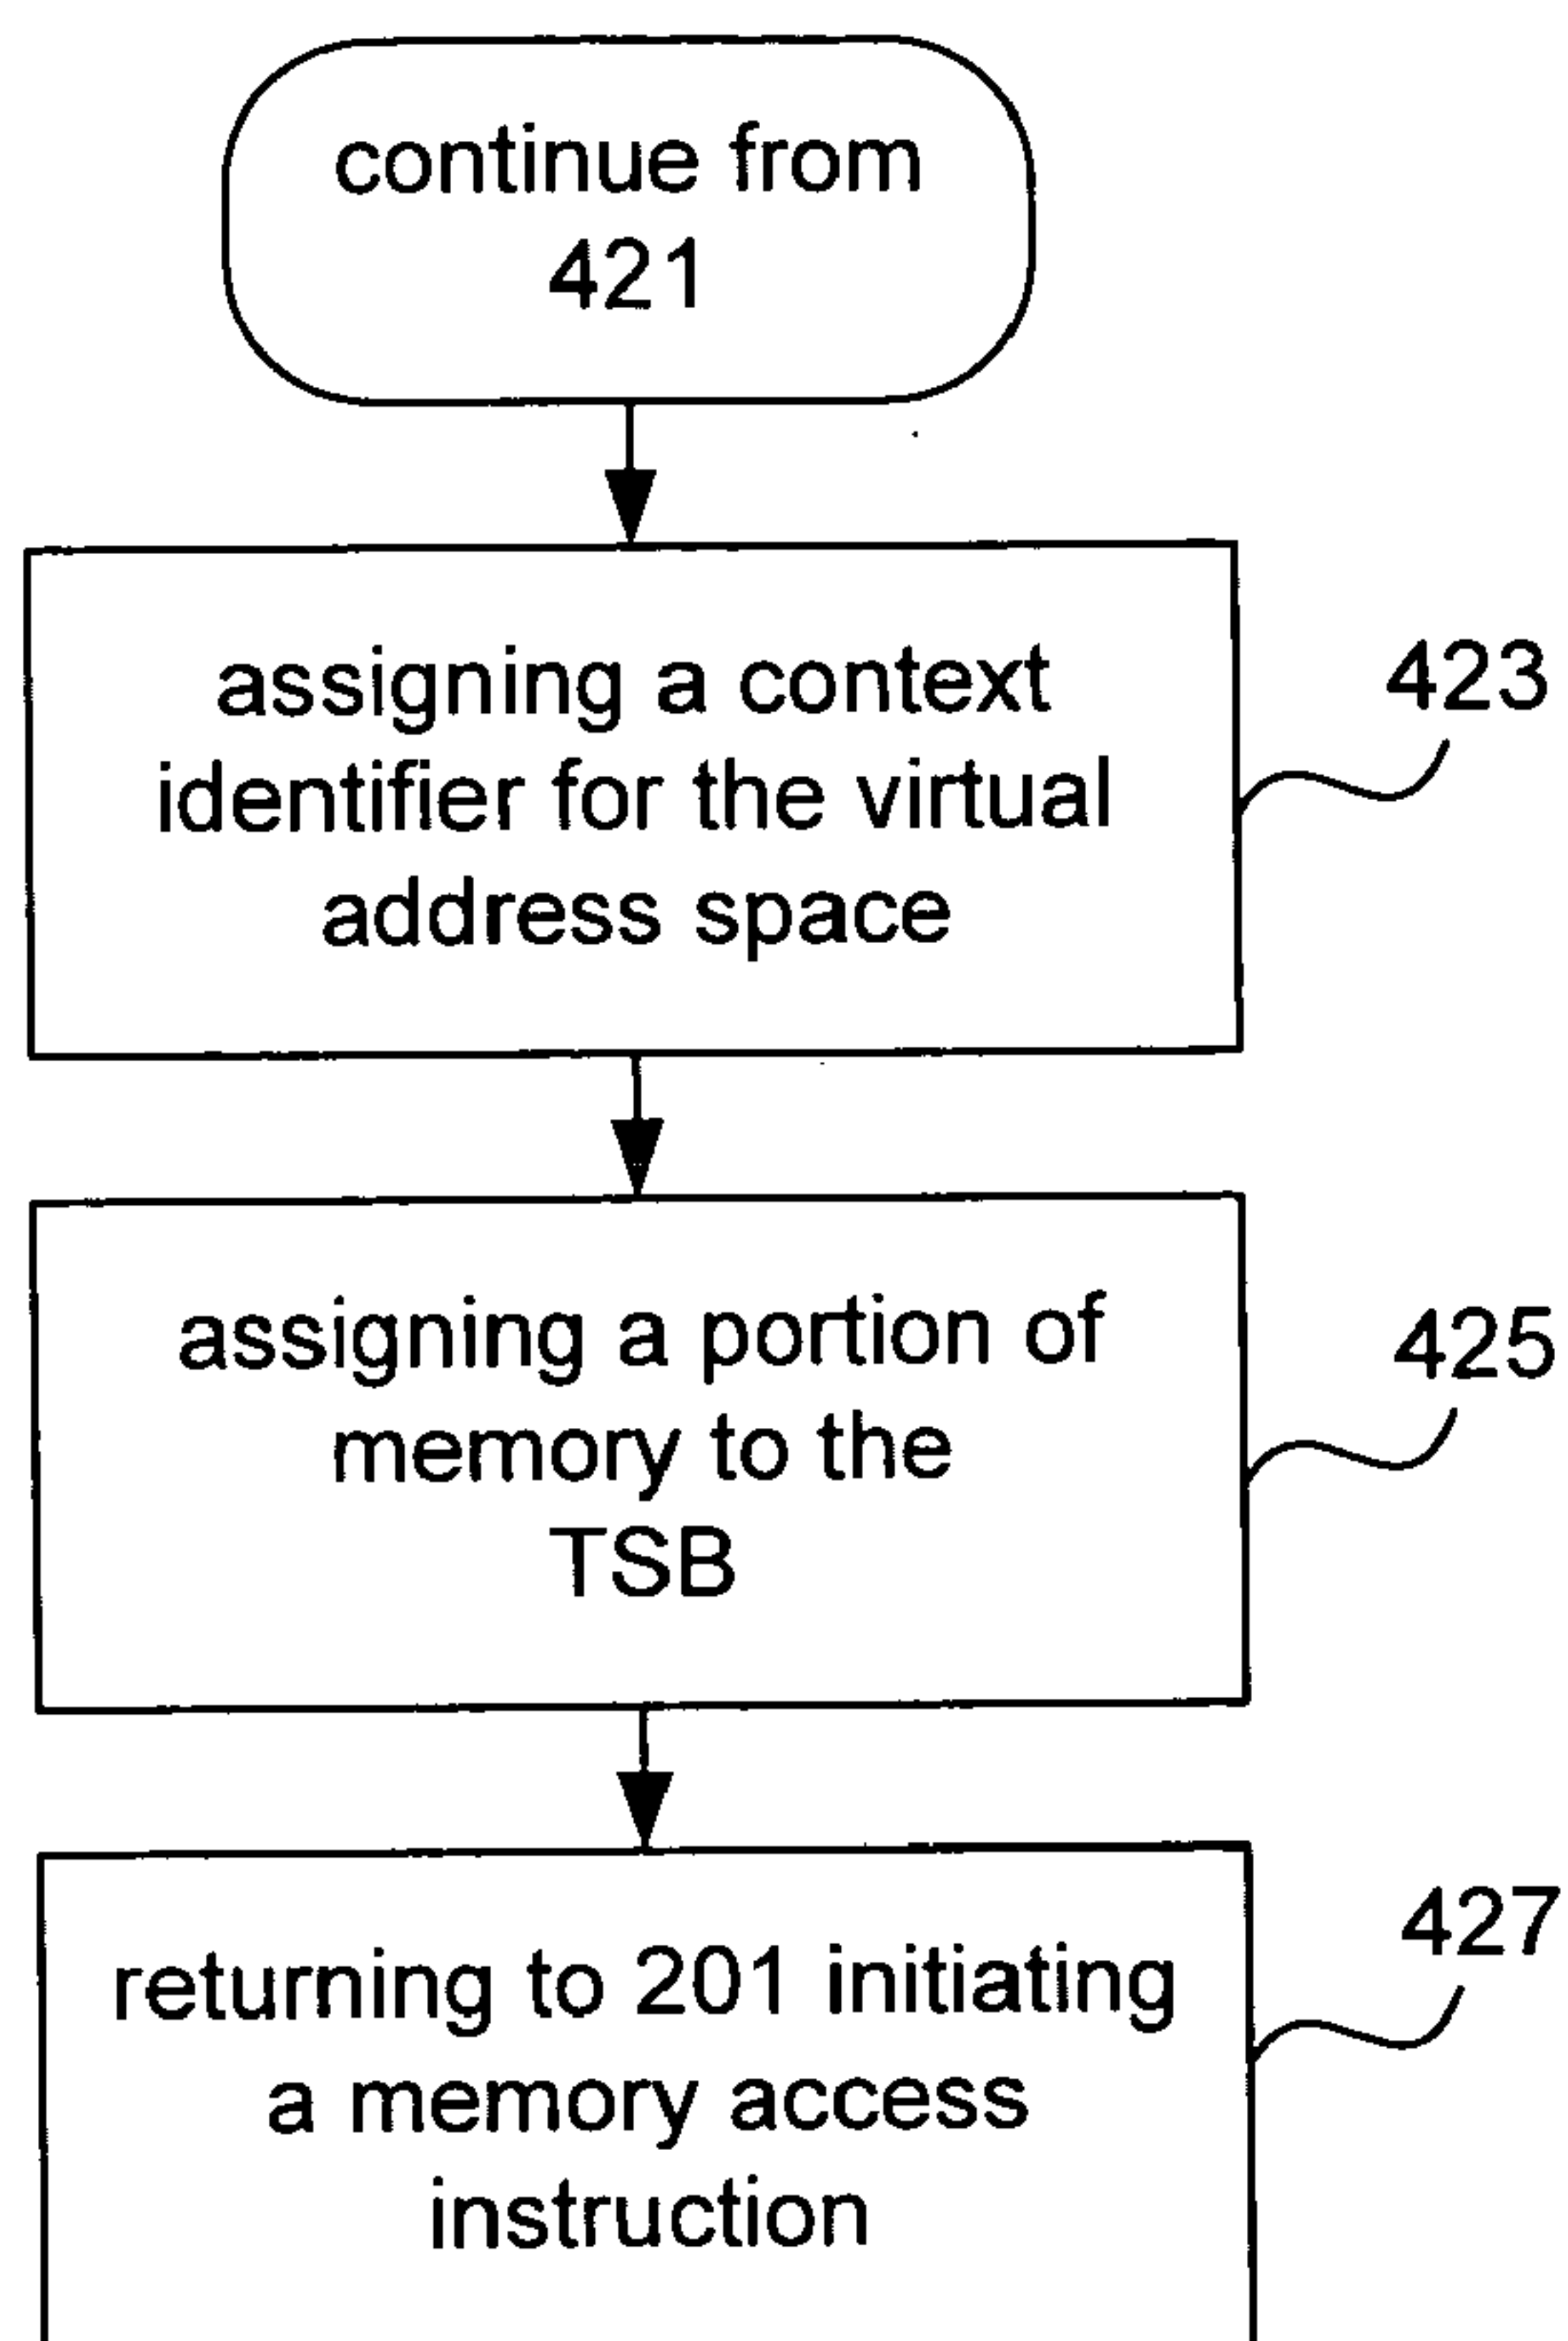 continue from
421
assigning a context
identifier for the virtual
address space
423
assigning a portion of
memory to the
TSB
425
returning to 201 initiating
a memory access
instruction
427